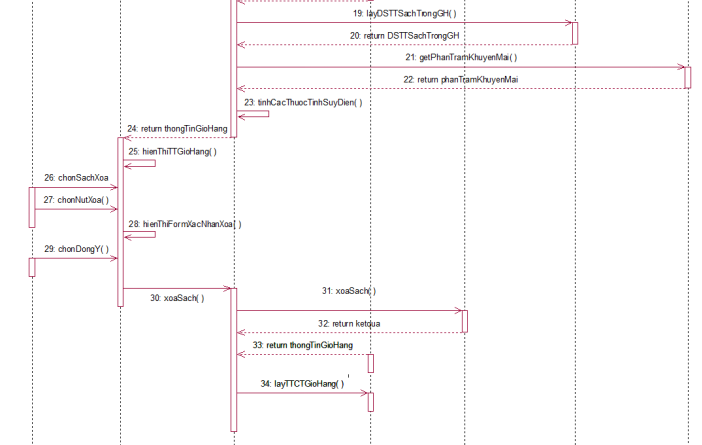 19: layDSTTSachTrongGH( )
20: return DSTTSachTrongGH
21: getPhanTramKhuyenMai( )
22: return phanTramKhuyenMai
23: tinhCacThuocTinhSuyDien( )
24: return thongTinGioHang
25: hienThiTTGioHang( )
26: chonSachXoa
27: chonNutXoa( )
28: hienThiFormXacNhanXoa( )
29: chonDongY( )
30: xoaSach( )
31: xoaSach( )
32: return ketqua
33: return thongTinGioHang
34: layTTCTGioHang( )